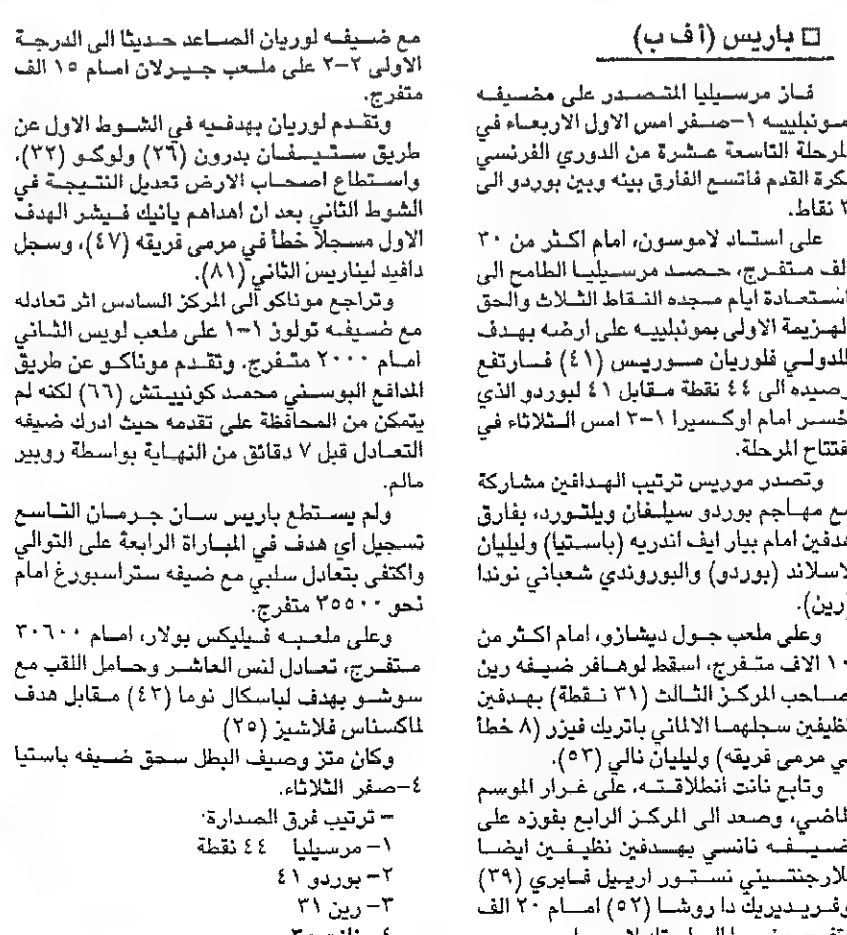 □ باريس (أ ف ب)
فاز مرسيليا المتصدر على مضيفه
مونبلييه ١-صفر امس الاول الاربعاء في
لمرحلة التاسعة عشرة من الدوري الفرنسي
كرة القدم فاتسع الفارق بينه وبين بوردو الى
٢ نقاط.
على استاد لاموسون، امام اكثر من ٣٠
الف متفرج، حصد مرسيليا الطامح الى
استعادة ايام مجده النقاط الثلاث والحق
لهزيمة الاولى بمونبلييه على ارضه بهدف
للدولي فلوريان موريس (٤١) فارتفع
رصيده الى ٤٤ نقطة مقابل ٤١ لبوردو الذي
خسر امام اوكسيرا ١-٣ امس الثلاثاء في
فتتاح المرحلة.
وتصدر موريس ترتيب الهدافين مشاركة
مع مهاجم بوردو سيلفان ويلتورد، بفارق
هدفين امام بيار ايف اندريه (باستيا) وليليان
لاسلاند (بوردو) والبوروندي شعباني نوندا
(رين).
وعلى ملعب جول ديشازو، امام اكثر من
١٠ الاف متفرج، اسقط لوهافر ضيفه رين
صاحب المركز الثالث (٣١ نقطة) بهدفين
نظيفين سجلهما الالماني باتريك فيزر (٨ خطأ
في مرمى فريقه) وليليان نالي (٥٣).
وتابع نانت انطلاقته، على غرار الموسم
لماضي، وصعد الى المركز الرابع بفوزه على
ضيفه نانسي بهدفين نظيفين ايضا
للارجنتيني نستور اريييل فابري (٣٩)
وفريديريك دا روشا (٥٢) امام ٢٠ الف
مع ضيفه لوريان الصاعد حديثا الى الدرجة
الاولى ٢-٢ على ملعب جيرلان امام ١٥ الف
متفرج.
وتقدم لوريان بهدفيه في الشوط الاول عن
طريق ستيفان بدرون (٢٦) ولوكو (٣٢)،
واستطاع اصحاب الارض تعديل النتيجة في
الشوط الثاني بعد ان اهداهم يانيك فيشر الهدف
الاول مسجلا خطأ في مرمى فريقه (٤٧)، وسجل
دافيد ليناريس الثاني (٨١).
وتراجع موناكو الى المركز السادس اثر تعادله
مع ضيفه تولوز ١-١ على ملعب لويس الثاني
امام ٢٠٠٠ متفرج. وتقدم موناكو عن طريق
المدافع البوسني محمد كونييتش (٦٦) لكنه لم
يتمكن من المحافظة على تقدمه حيث ادرك ضيفه
التعادل قبل ٧ دقائق من النهاية بواسطة روبير
مالم.
ولم يستطع باريس سان جرمان التاسع
تسجيل اي هدف في المباراة الرابعة على التوالي
واكتفى بتعادل سلبي مع ضيفه ستراسبورغ امام
نحو ٣٥٥٠٠ متفرج.
وعلى ملعبه فيليكس بولار، امام ٣٠٦٠٠
متفرج، تعادل لنس العاشر وحامل اللقب مع
سوشو بهدف لباسكال نوما (٤٢) مقابل هدف
لماكسناس فلاشيز (٢٥)
وكان متز وصيف البطل سحق ضيفه باستيا
٤-صفر الثلاثاء.
- ترتيب فرق الصدارة:
١- مرسيليا ٤٤ نقطة
٢- بوردو ٤١
٣- رين ٣١